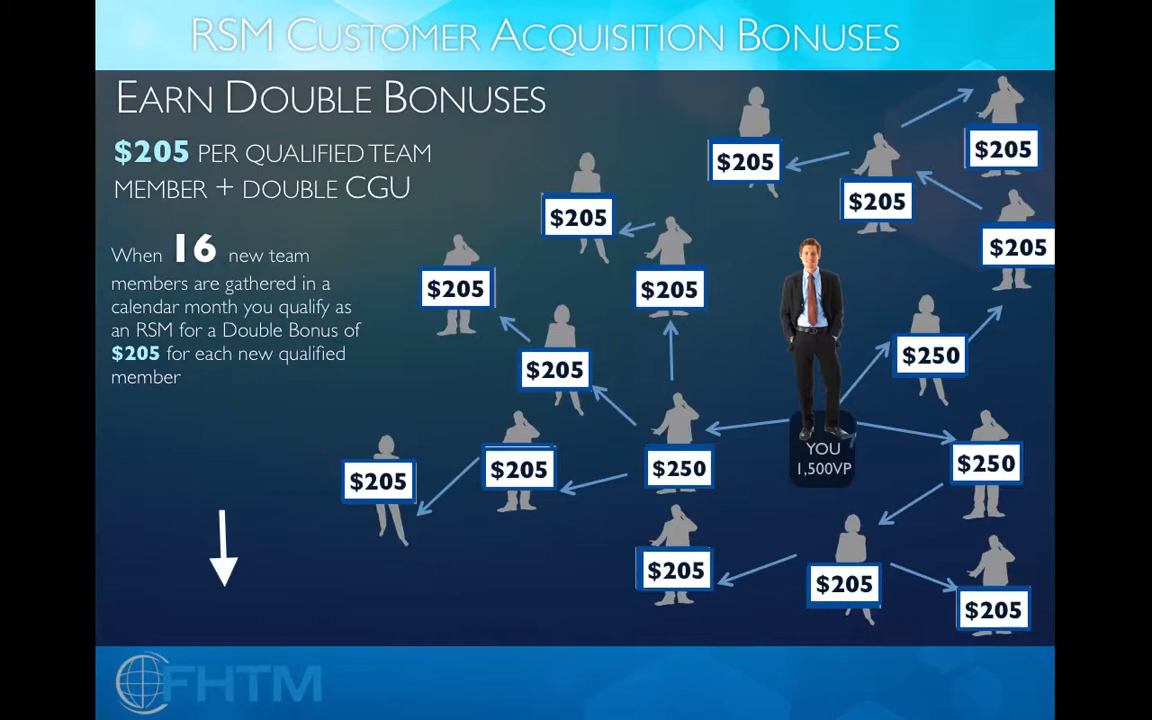 RSM CUSTOMER ACQUISITION BONUSES
EARN DOUBLE BONUSES
$205 PER QUALIFIED TEAM
MEMBER + DOUBLE CGU
When 16 new team
members are gathered in a
calendar month you qualify as
an RSM for a Double Bonus of
$205 for each new qualified
member
$205
$205
$205
$205
$205
$205
$205
$205
$250
$205
$250
$250
$205
$205
$205
$205
$205
YOU
1,500VP
FHTM